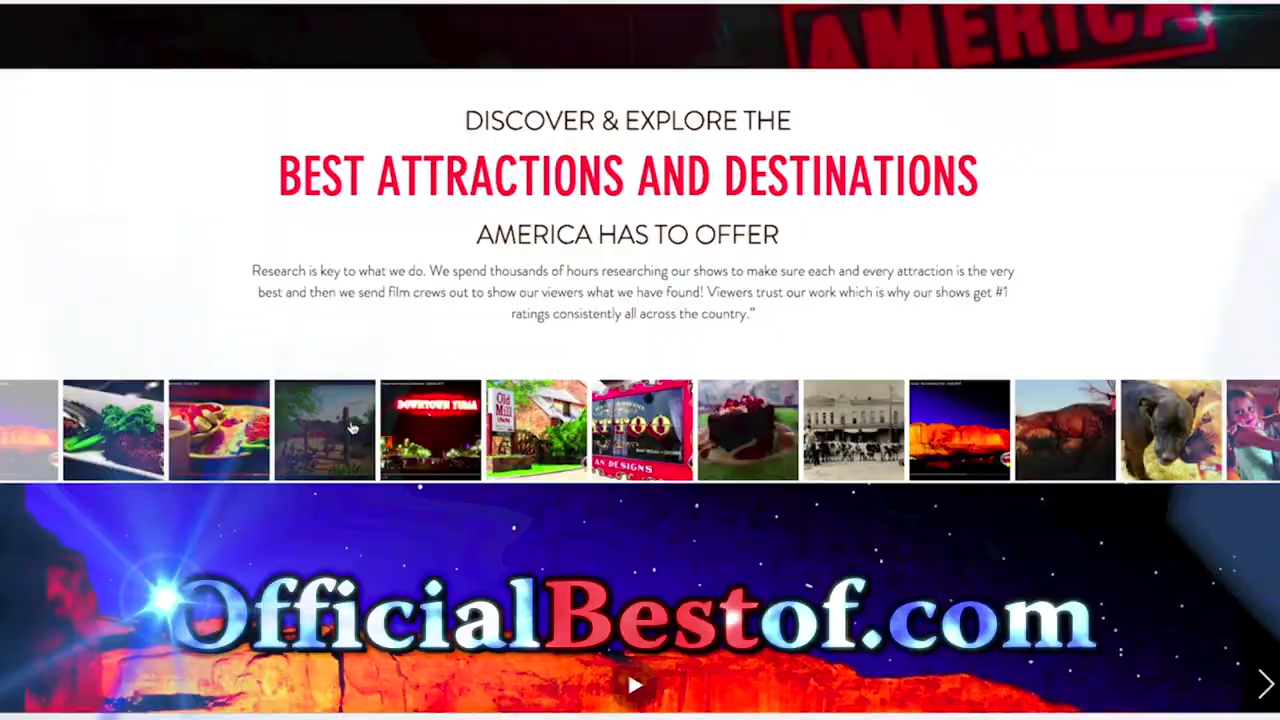 AMERICA
DISCOVER & EXPLORE THE
BEST ATTRACTIONS AND DESTINATIONS
AMERICA HAS TO OFFER
Research is key to what we do. We spend thousands of hours researching our shows to make sure each and every attraction is the very
best and then we send film crews out to show our viewers what we have found! Viewers trust our work which is why our shows get #1
ratings consistently all across the country."
DOWNTOWN
Old
Mill
INN
TTOO
AN DESIGNS
OfficialBestof.com